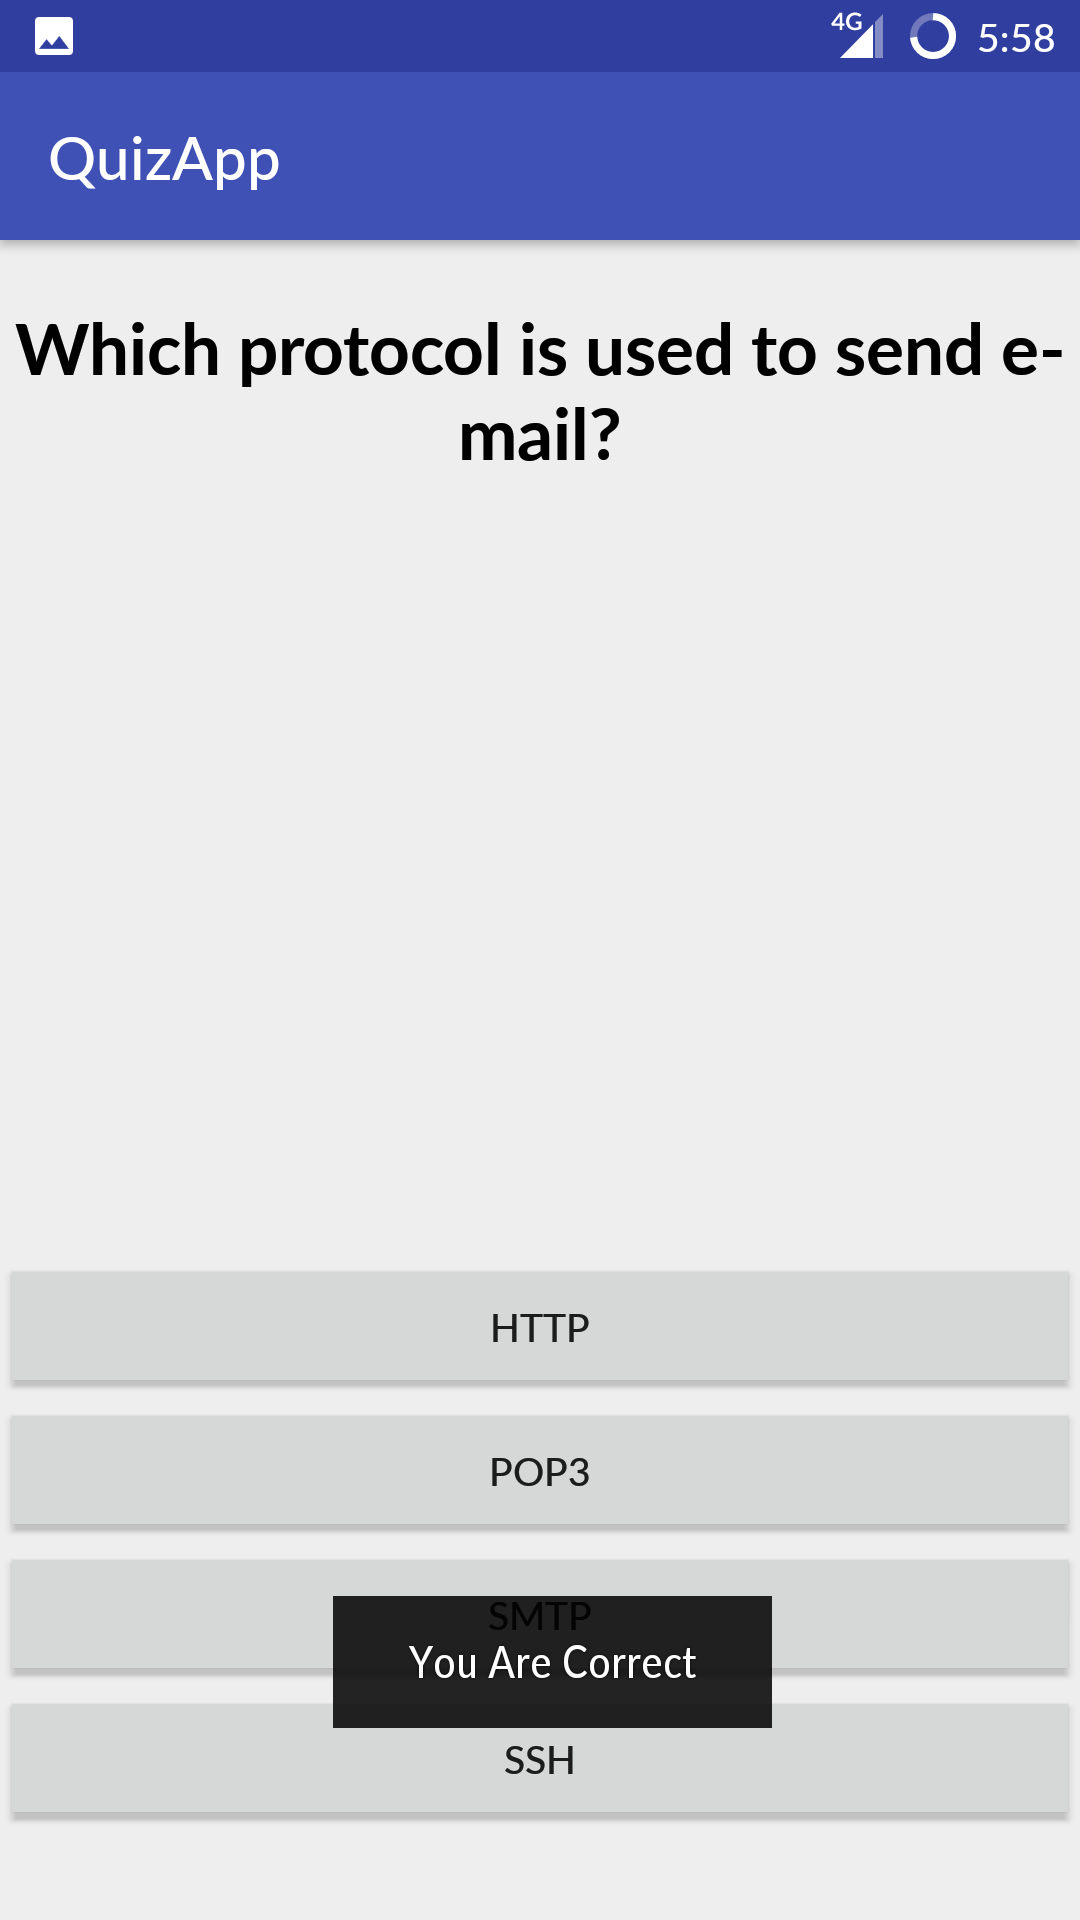 4G 5:58
QuizApp
Which protocol is used to send e-
mail?
HTTP
POP3
SMTP
You Are Correct
SSH